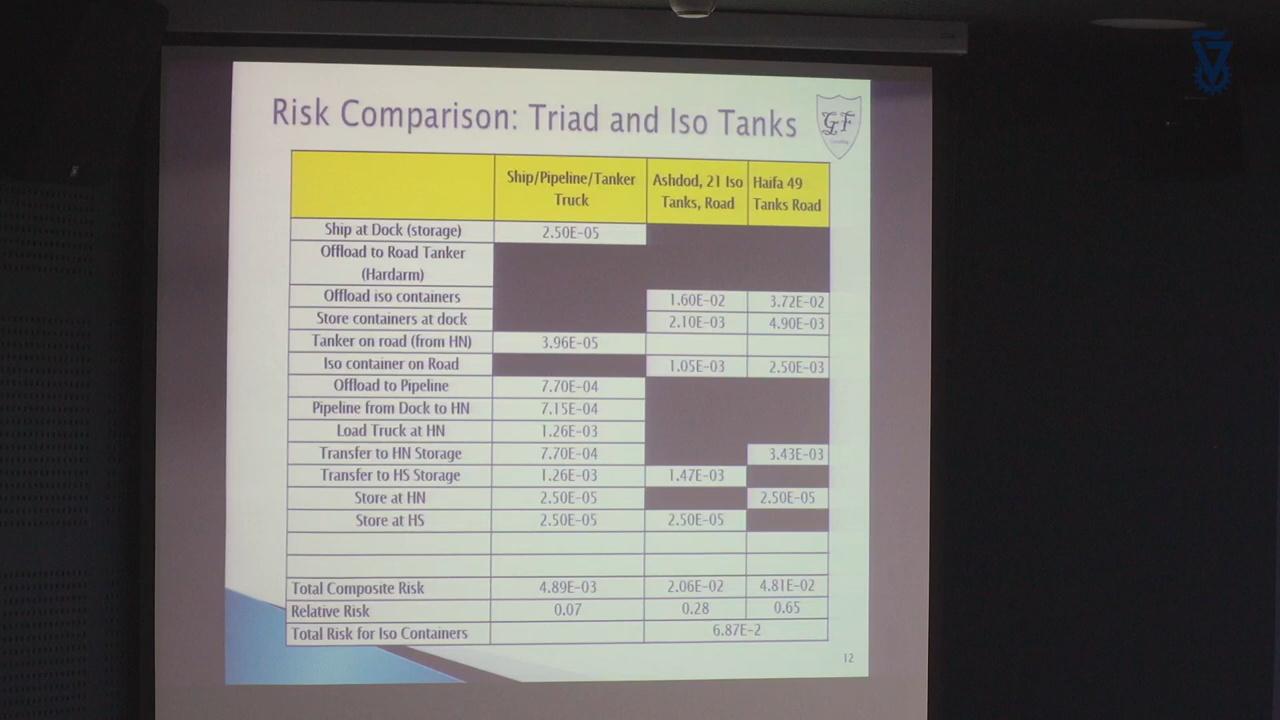 Risk Comparison: Triad and Iso Tanks
GF
Ship/Pipeline/Tanker Truck Ashdod, 21 Iso Tanks, Road Haifa 49 Tanks Road
Ship at Dock (storage) 2.50E-05
Offload to Road Tanker (Hardarm)
Offload iso containers 1.60E-02 3.72E-02
Store containers at dock 2.10E-03 4.90E-03
Tanker on road (from HN) 3.96E-05
Iso container on Road 1.05E-03 2.50E-03
Offload to Pipeline 7.70E-04
Pipeline from Dock to HN 7.15E-04
Load Truck at HN 1.26E-03
Transfer to HN Storage 7.70E-04 3.43E-03
Transfer to HS Storage 1.26E-03 1.47E-03
Store at HN 2.50E-05 2.50E-05
Store at HS 2.50E-05 2.50E-05
Total Composite Risk 4.89E-03 2.06E-02 4.81E-02
Relative Risk 0.07 0.28 0.65
Total Risk for Iso Containers 6.87E-2
12